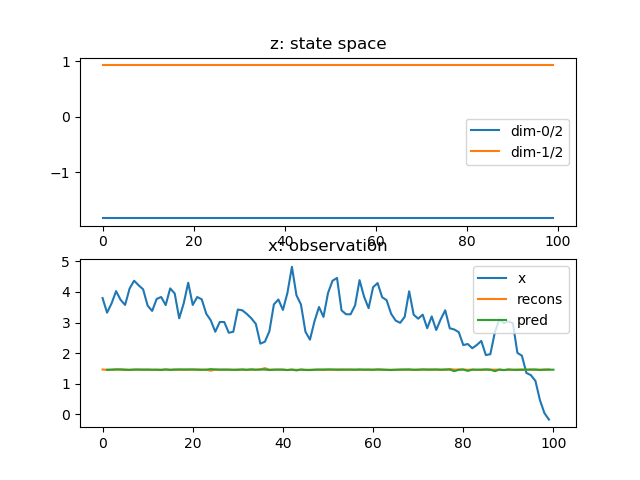 z: state space
1
0
−1
dim-0/2
dim-1/2
0 20 40 60 80 100
x: observation
5
4
3
2
1
0
x
recons
pred
0 20 40 60 80 100